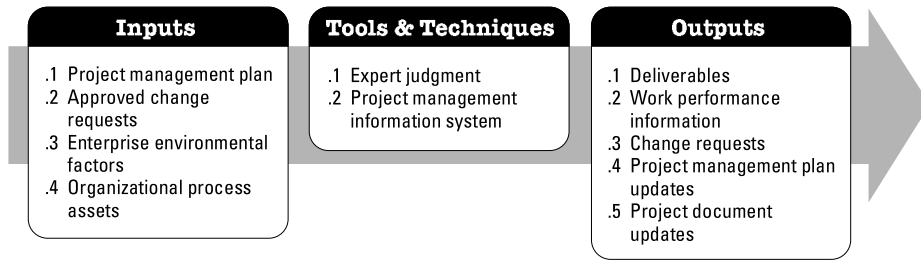 Inputs
.1 Project management plan
.2 Approved change
requests
.3 Enterprise environmental
factors
.4 Organizational process
assets
Tools & Techniques
.1 Expert judgment
.2 Project management
information system
Outputs
.1 Deliverables
.2 Work performance
information
.3 Change requests
.4 Project management plan
updates
.5 Project document
updates